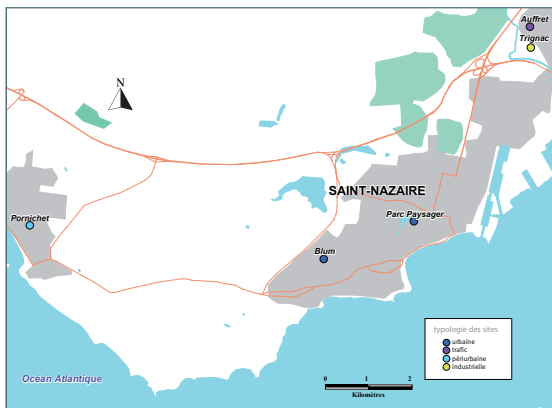 Auffret
Trignac
N
SAINT-NAZAIRE
Pornichet
Parc Paysager
Blum
typologie des sites
urbaine
trafic
périurbaine
industrielle
Océan Atlantique
0 1 2
Kilomètres